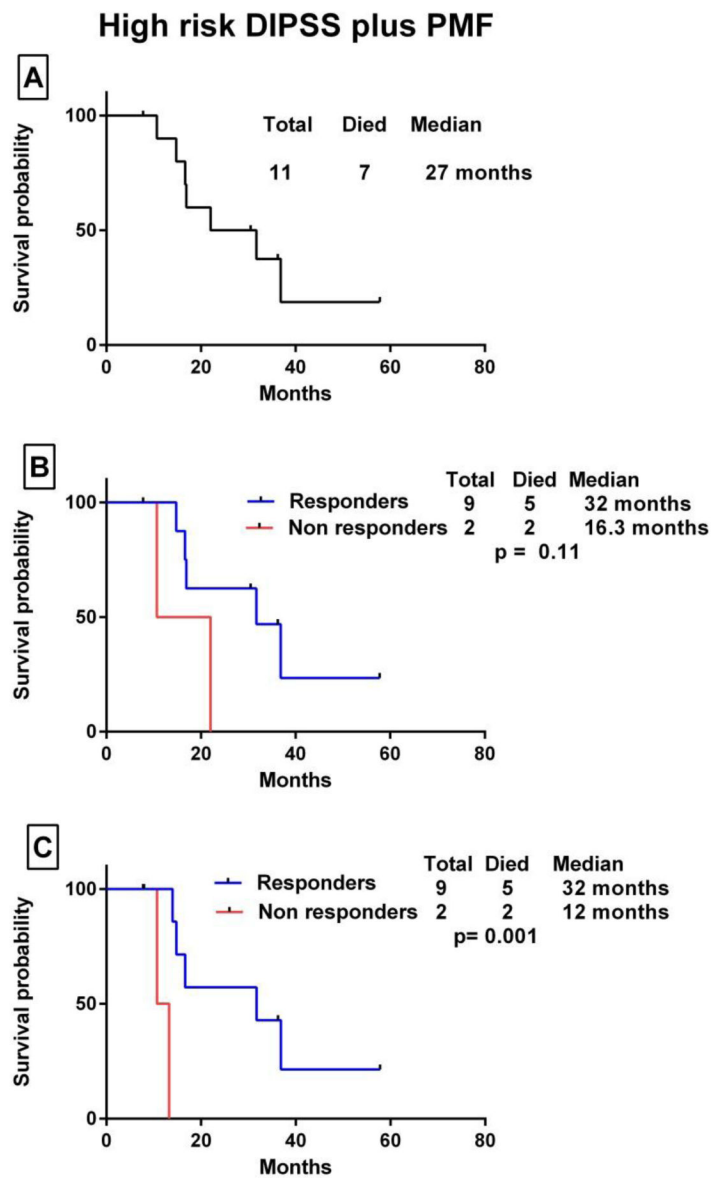 High risk DIPSS plus PMF
A
Survival probability
100
50
0
Total Died Median
11 7 27 months
0 20 40 60 80
Months
B
Survival probability
100
50
0
Total Died Median
Responders 9 5 32 months
Non responders 2 2 16.3 months
p = 0.11
0 20 40 60 80
Months
C
Survival probability
100
50
0
Total Died Median
Responders 9 5 32 months
Non responders 2 2 12 months
p= 0.001
0 20 40 60 80
Months